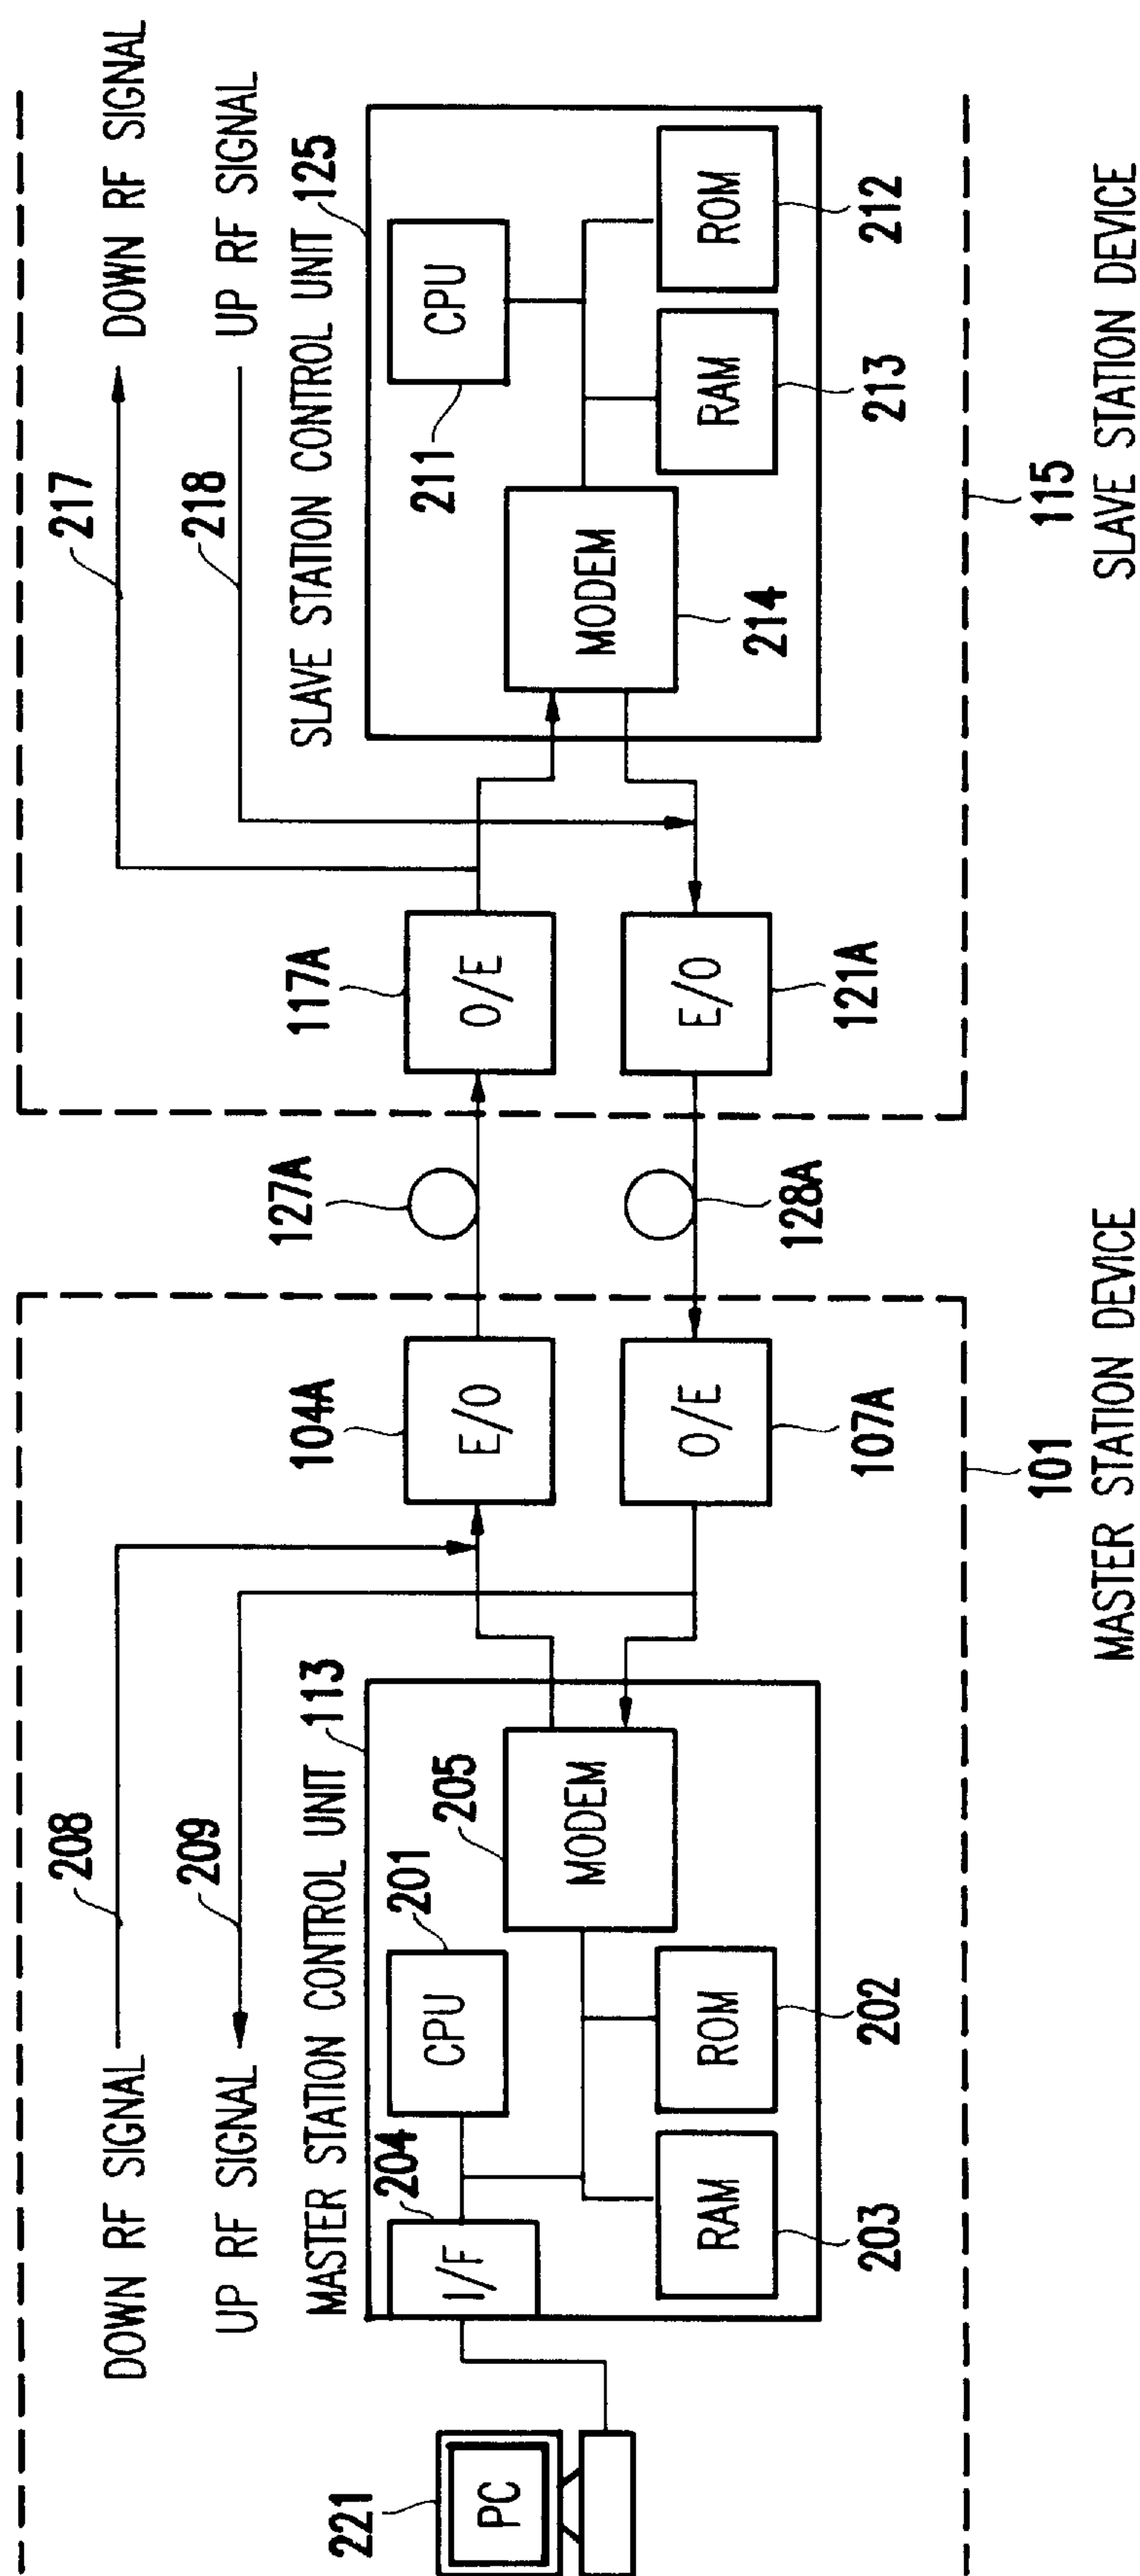 208
DOWN RF SIGNAL
209
UP RF SIGNAL
MASTER STATION CONTROL UNIT 113
221
PC
204
I/F
201
CPU
205
MODEM
RAM
203
ROM
202
104A
E/O
O/E
107A
101
MASTER STATION DEVICE
127A
128A
217
DOWN RF SIGNAL
218
UP RF SIGNAL
SLAVE STATION CONTROL UNIT 125
117A
O/E
E/O
121A
211
CPU
MODEM
214
RAM
213
ROM
212
115
SLAVE STATION DEVICE